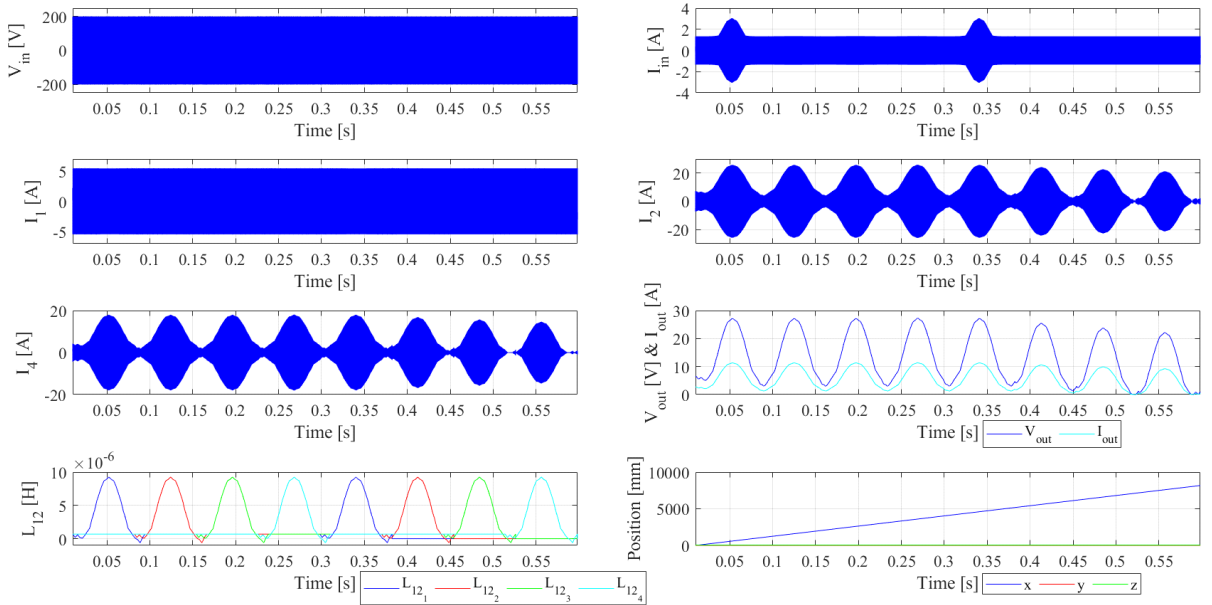 V_in [V]
200
0
-200
0.05 0.1 0.15 0.2 0.25 0.3 0.35 0.4 0.45 0.5 0.55
Time [s]
I_in [A]
4
2
0
-2
-4
0.05 0.1 0.15 0.2 0.25 0.3 0.35 0.4 0.45 0.5 0.55
Time [s]
I_1 [A]
5
0
-5
0.05 0.1 0.15 0.2 0.25 0.3 0.35 0.4 0.45 0.5 0.55
Time [s]
I_2 [A]
20
0
-20
0.05 0.1 0.15 0.2 0.25 0.3 0.35 0.4 0.45 0.5 0.55
Time [s]
I_4 [A]
20
0
-20
0.05 0.1 0.15 0.2 0.25 0.3 0.35 0.4 0.45 0.5 0.55
Time [s]
V_out [V] & I_out [A]
30
20
10
0
0.05 0.1 0.15 0.2 0.25 0.3 0.35 0.4 0.45 0.5 0.55
Time [s]
V_out I_out
L_12 [H]
×10^-6
10
5
0
0.05 0.1 0.15 0.2 0.25 0.3 0.35 0.4 0.45 0.5 0.55
Time [s]
L_12_1 L_12_2 L_12_3 L_12_4
Position [mm]
10000
5000
0
0.05 0.1 0.15 0.2 0.25 0.3 0.35 0.4 0.45 0.5 0.55
Time [s]
x y z